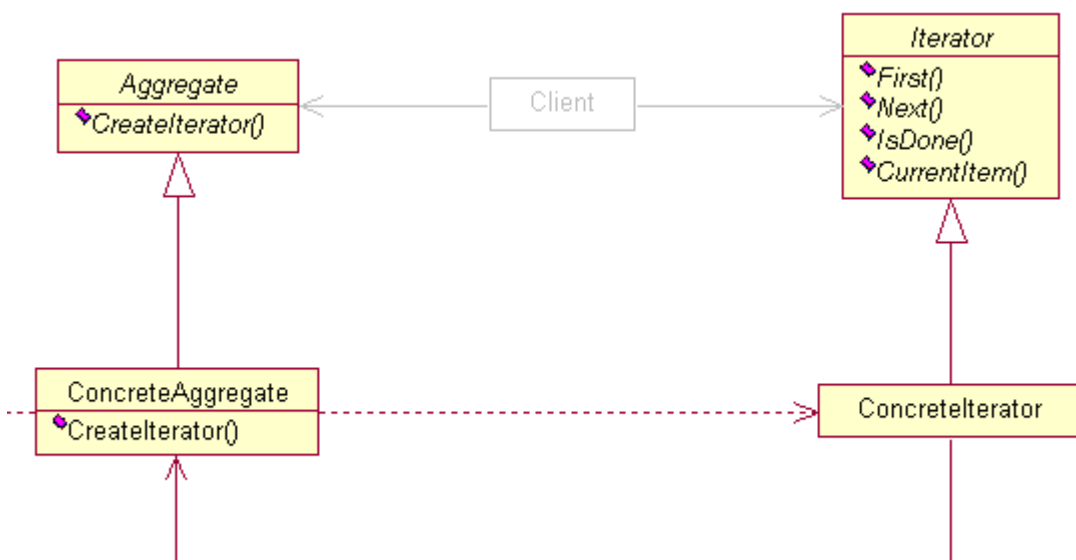 Aggregate
CreateIterator()
Client
Iterator
First()
Next()
IsDone()
CurrentItem()
ConcreteAggregate
CreateIterator()
ConcreteIterator